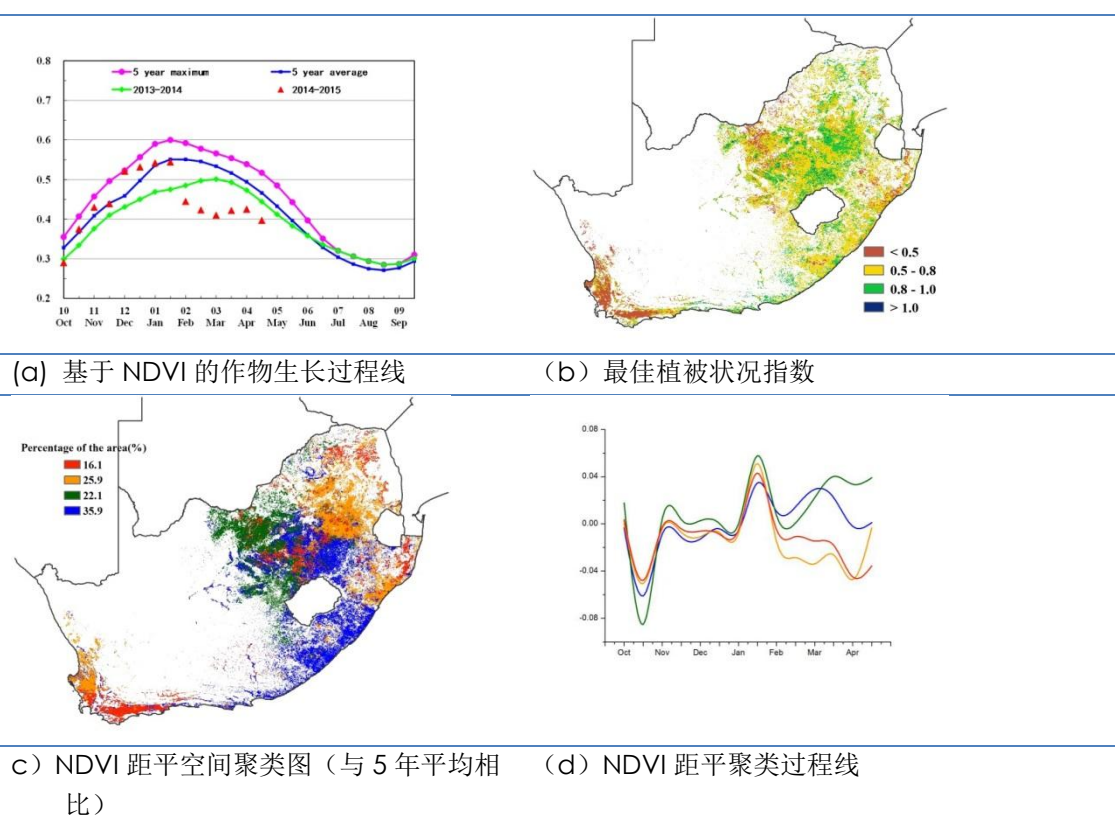 0.8
5 year maximum
5 year average
2013-2014
2014-2015
0.7
0.6
0.5
0.4
0.3
0.2
10 11 12 01 02 03 04 05 06 07 08 09
Oct Nov Dec Jan Feb Mar Apr May Jun Jul Aug Sep
< 0.5
0.5 - 0.8
0.8 - 1.0
> 1.0
(a) 基于 NDVI 的作物生长过程线
（b）最佳植被状况指数
Percentage of the area(%)
16.1
25.9
22.1
35.9
0.08
0.04
0.00
-0.04
-0.08
Oct Nov Dec Jan Feb Mar Apr
c）NDVI 距平空间聚类图（与 5 年平均相
比）
（d）NDVI 距平聚类过程线